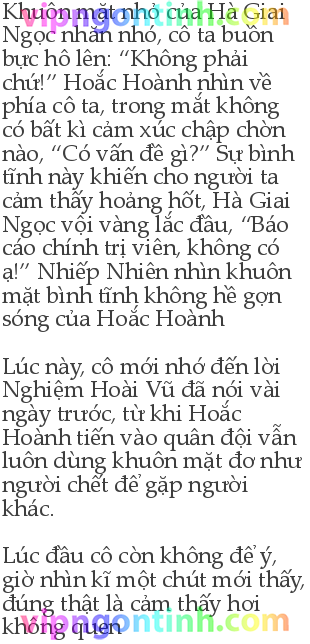 Khuôn mặt nhỏ của Hà Giai
Ngọc nhăn nhó, cô ta buồn
bực hô lên: “Không phải
chứ!” Hoắc Hoành nhìn về
phía cô ta, trong mắt không
có bất kì cảm xúc chập chờn
nào, “Có vấn đề gì?” Sự bình
tĩnh này khiến cho người ta
cảm thấy hoảng hốt, Hà Giai
Ngọc vội vàng lắc đầu, “Báo
cáo chính trị viên, không có
ạ!” Nhiếp Nhiên nhìn khuôn
mặt bình tĩnh không hề gợn
sóng của Hoắc Hoành
Lúc này, cô mới nhớ đến lời
Nghiệm Hoài Vũ đã nói vài
ngày trước, từ khi Hoắc
Hoành tiến vào quân đội vẫn
luôn dùng khuôn mặt đơ như
người chết để gặp người
khác.
Lúc đầu cô còn không để ý,
giờ nhìn kĩ một chút mới thấy,
đúng thật là cảm thấy hơi
không quen
vipngontinh.com
vipngontinh.com